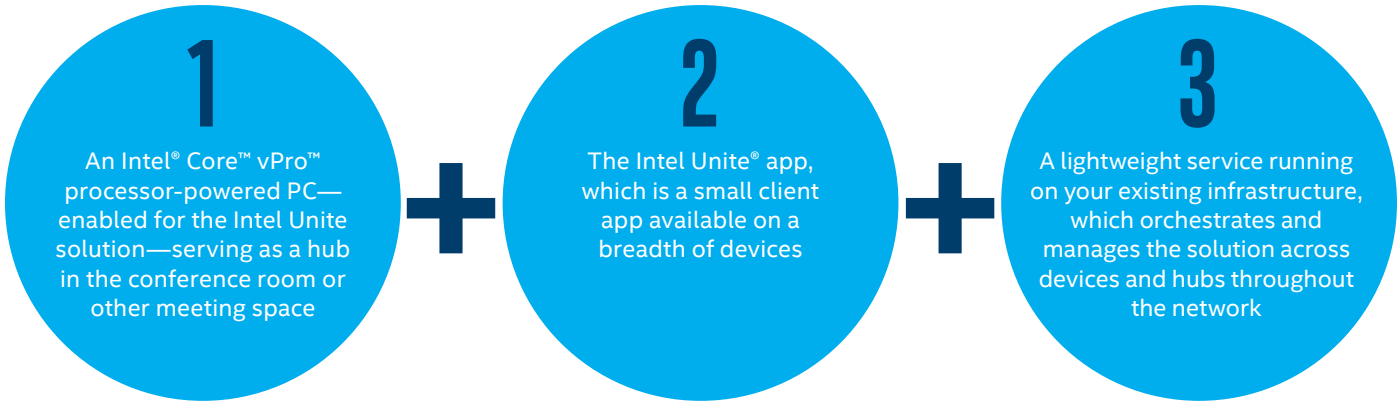 1
An Intel® Core™ vPro™
processor-powered PC—
enabled for the Intel Unite
solution—serving as a hub
in the conference room or
other meeting space
+
2
The Intel Unite® app,
which is a small client
app available on a
breadth of devices
+
3
A lightweight service running
on your existing infrastructure,
which orchestrates and
manages the solution across
devices and hubs throughout
the network